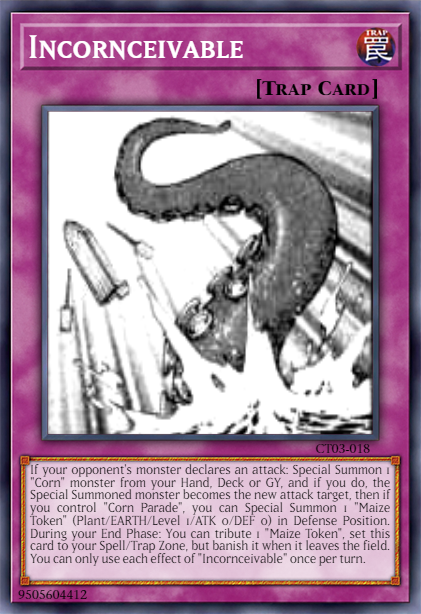 INCORNCEIVABLE
TRAP
罠
[TRAP CARD]
CT03-018
If your opponent's monster declares an attack: Special Summon 1
"Corn" monster from your Hand, Deck or GY, and if you do, the
Special Summoned monster becomes the new attack target, then if
you control "Corn Parade", you can Special Summon 1 "Maize
Token" (Plant/EARTH/Level 1/ATK 0/DEF 0) in Defense Position.
During your End Phase: You can tribute 1 "Maize Token", set this
card to your Spell/Trap Zone, but banish it when it leaves the field.
You can only use each effect of "Incornceivable" once per turn.
9505604412